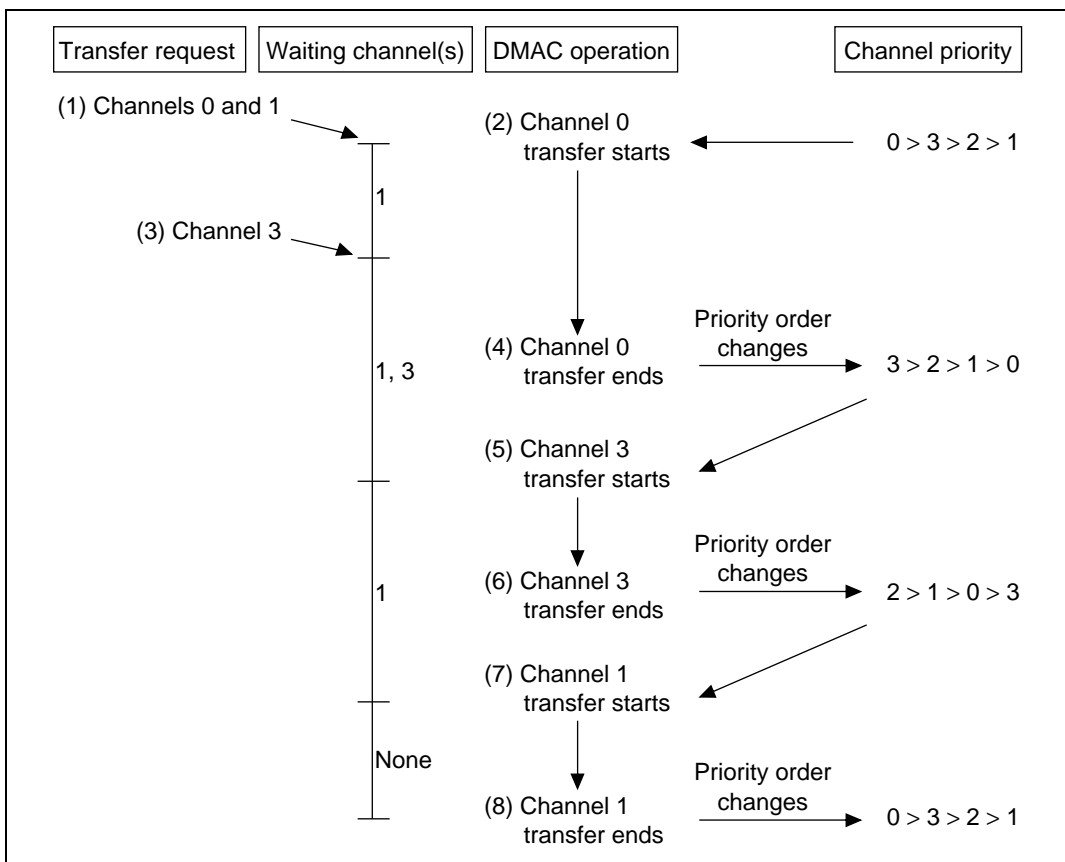 Transfer request
Waiting channel(s)
DMAC operation
Channel priority
(1) Channels 0 and 1
(2) Channel 0
transfer starts
0 > 3 > 2 > 1
1
(3) Channel 3
Priority order
changes
(4) Channel 0
transfer ends
3 > 2 > 1 > 0
1, 3
(5) Channel 3
transfer starts
Priority order
changes
1
(6) Channel 3
transfer ends
2 > 1 > 0 > 3
(7) Channel 1
transfer starts
None
Priority order
changes
(8) Channel 1
transfer ends
0 > 3 > 2 > 1